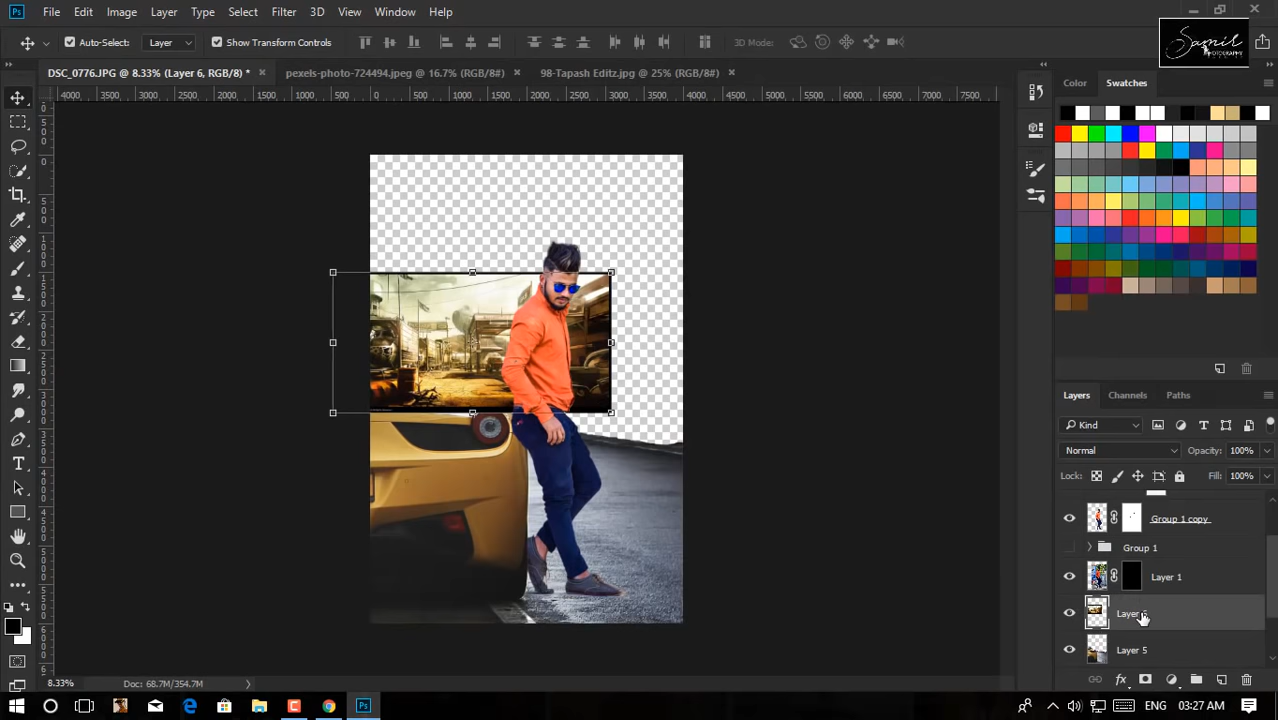 Ps File Edit Image Layer Type Select Filter 3D View Window Help
Auto-Select: Layer Show Transform Controls 3D Mode:
Samir
DSC_0776.JPG @ 8.33% (Layer 6, RGB/8) * pexels-photo-724494.jpeg @ 16.7% (RGB/8#) 98-Tapash Editz.jpg @ 25% (RGB/8#)
4000 3500 3000 2500 2000 1500 1000 500 0 500 1000 1500 2000 2500 3000 3500 4000 4500 5000 5500 6000 6500 7000 7500
Color Swatches
Layers Channels Paths
Kind
Normal Opacity: 100%
Lock: Fill: 100%
Group 1 copy
Group 1
Layer 1
Layer
Layer 5
8.33% Doc: 68.7M/354.7M
ENG 03:27 AM